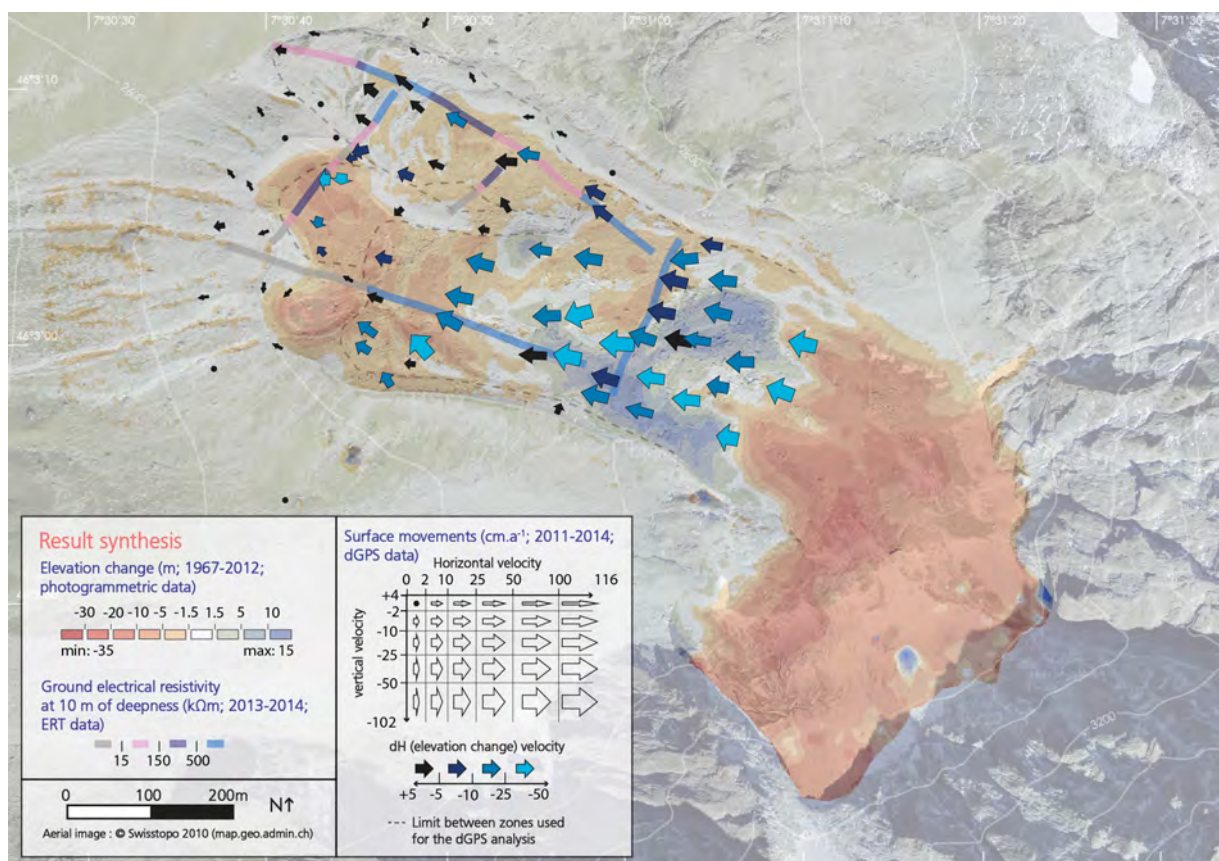 7°30'30 7°30'40 7°30'50 7°31'00 7°31'10 7°31'20 7°31'30
46°3'10
2600
2700
2800
46°3'00
3200
Result synthesis
Elevation change (m; 1967-2012;
photogrammetric data)
-30 -20 -10 -5 -1.5 1.5 5 10
min: -35 max: 15
Ground electrical resistivity
at 10 m of deepness (kΩm; 2013-2014;
ERT data)
15 150 500
0 100 200m N↑
Aerial image : © Swisstopo 2010 (map.geo.admin.ch)
Surface movements (cm.a⁻¹; 2011-2014;
dGPS data)
Horizontal velocity
0 2 10 25 50 100 116
+4
-2
-10
-25
-50
-102
vertical velocity
dH (elevation change) velocity
+5 -5 -10 -25 -50
Limit between zones used
for the dGPS analysis